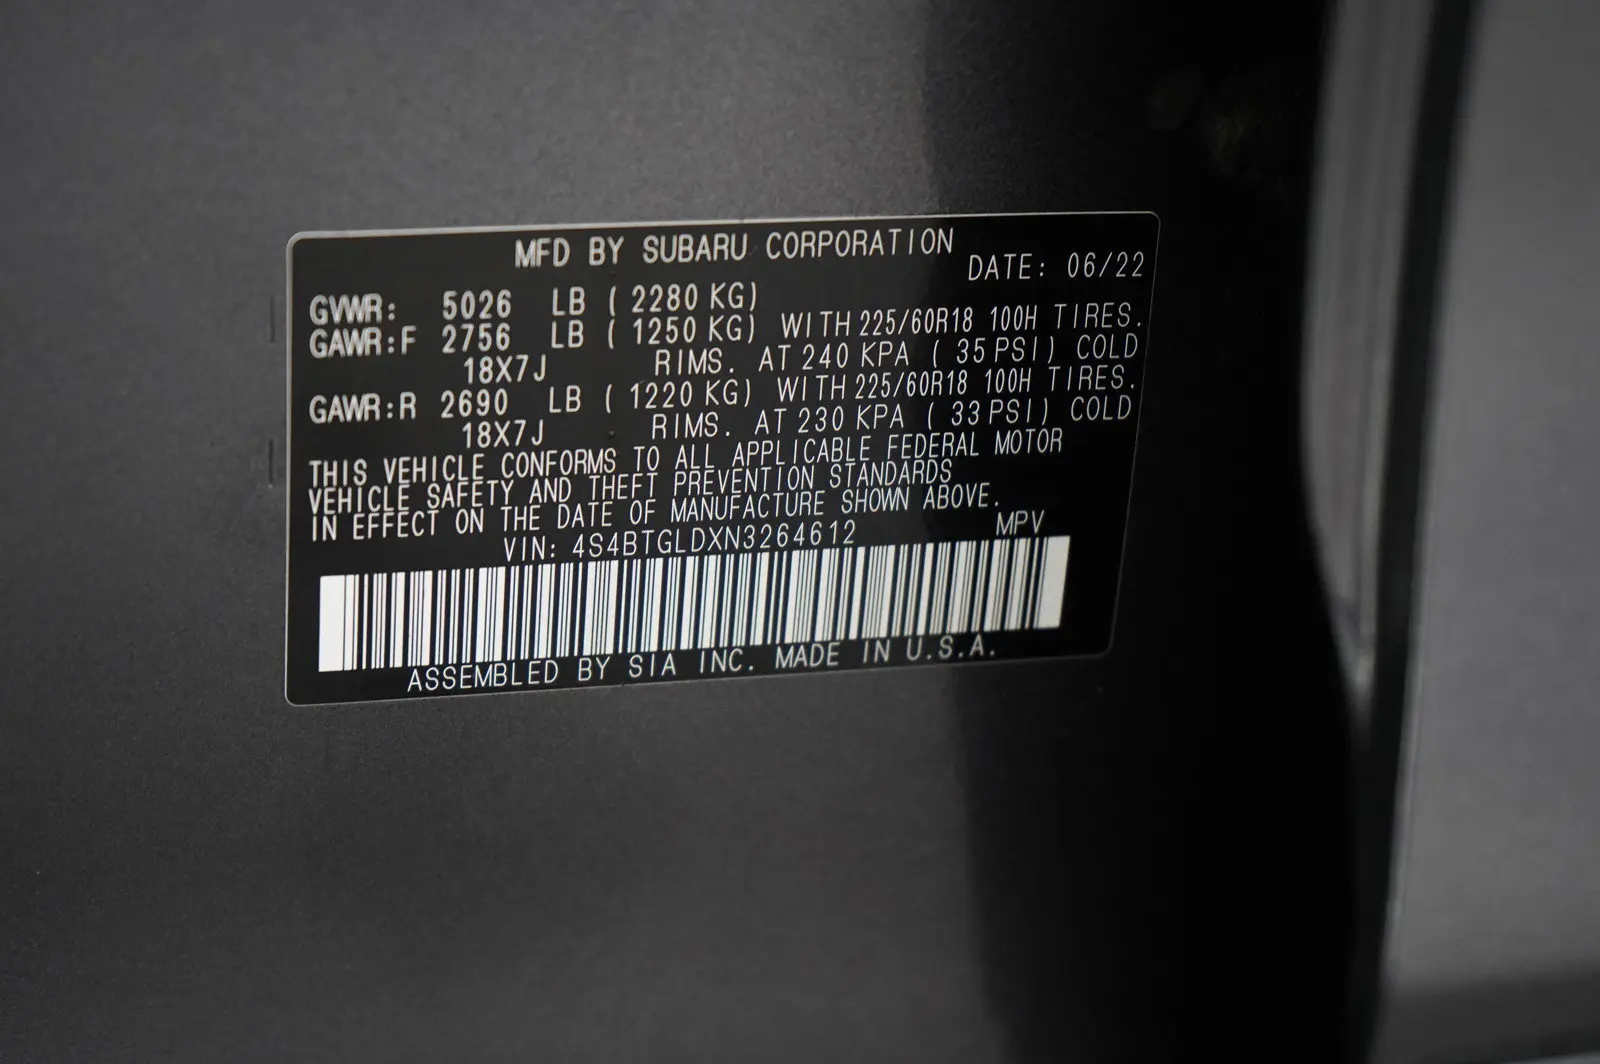 MFD BY SUBARU CORPORATION
DATE: 06/22
GVWR: 5026 LB ( 2280 KG)
GAWR:F 2756 LB ( 1250 KG) WITH 225/60R18 100H TIRES.
18X7J RIMS. AT 240 KPA ( 35 PSI) COLD
GAWR:R 2690 LB ( 1220 KG) WITH 225/60R18 100H TIRES.
18X7J RIMS. AT 230 KPA ( 33 PSI) COLD
THIS VEHICLE CONFORMS TO ALL APPLICABLE FEDERAL MOTOR
VEHICLE SAFETY AND THEFT PREVENTION STANDARDS
IN EFFECT ON THE DATE OF MANUFACTURE SHOWN ABOVE.
VIN: 4S4BTGLDXN3264612 MPV
ASSEMBLED BY SIA INC. MADE IN U.S.A.